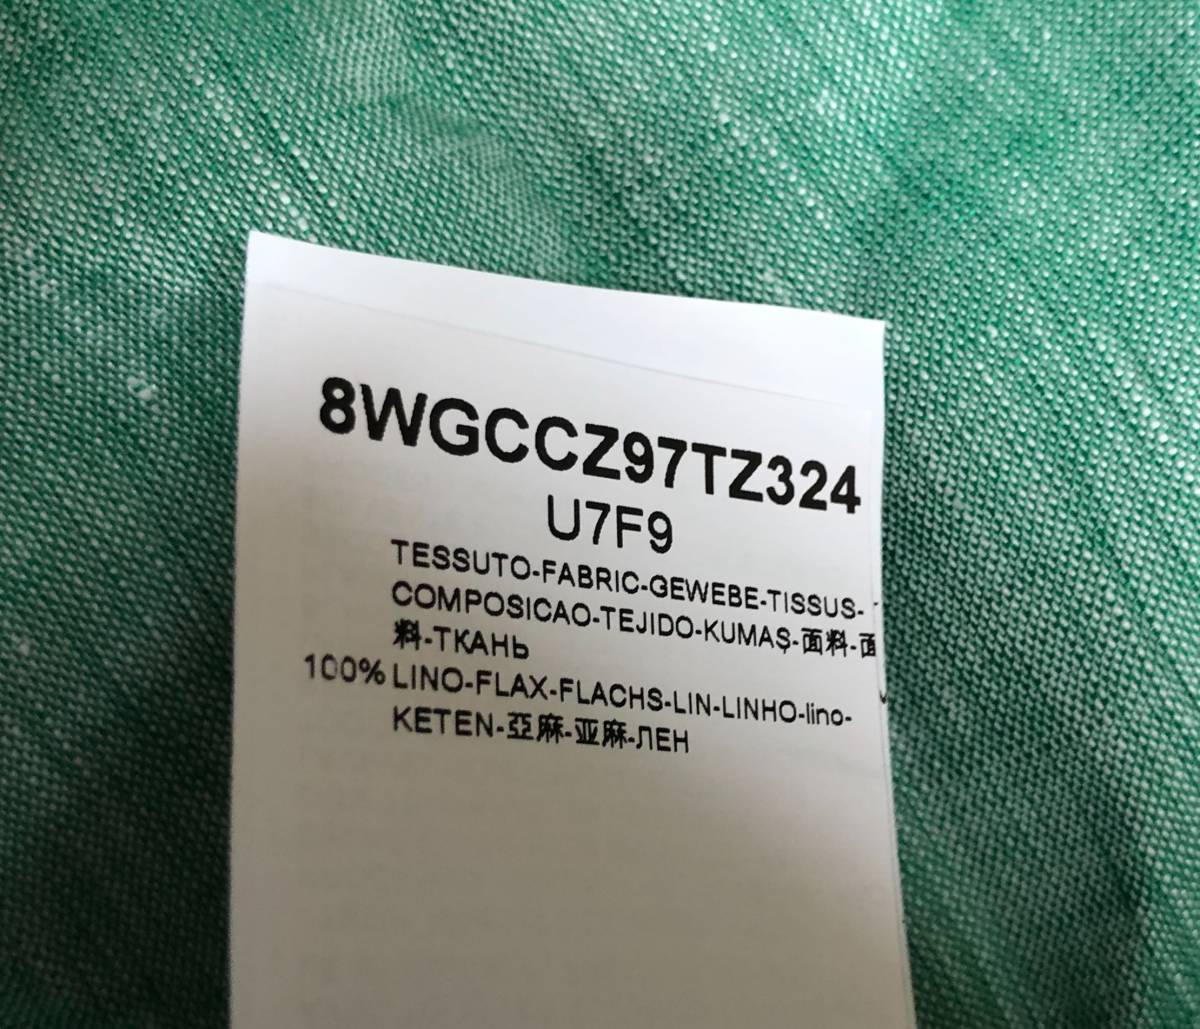 8WGCCZ97TZ324
U7F9
TESSUTO-FABRIC-GEWEBE-TISSUS-
COMPOSICAO-TEJIDO-KUMAŞ-面料-面
料-ТКАНЬ
100% LINO-FLAX-FLACHS-LIN-LINHO-lino-
KETEN-亞麻-亚麻-ЛЕН